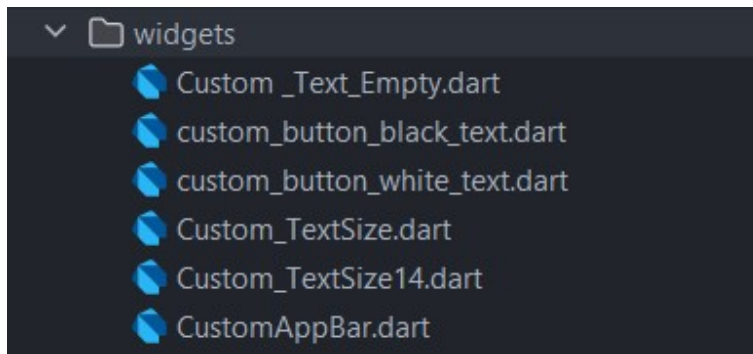 widgets
Custom _Text_Empty.dart
custom_button_black_text.dart
custom_button_white_text.dart
Custom_TextSize.dart
Custom_TextSize14.dart
CustomAppBar.dart